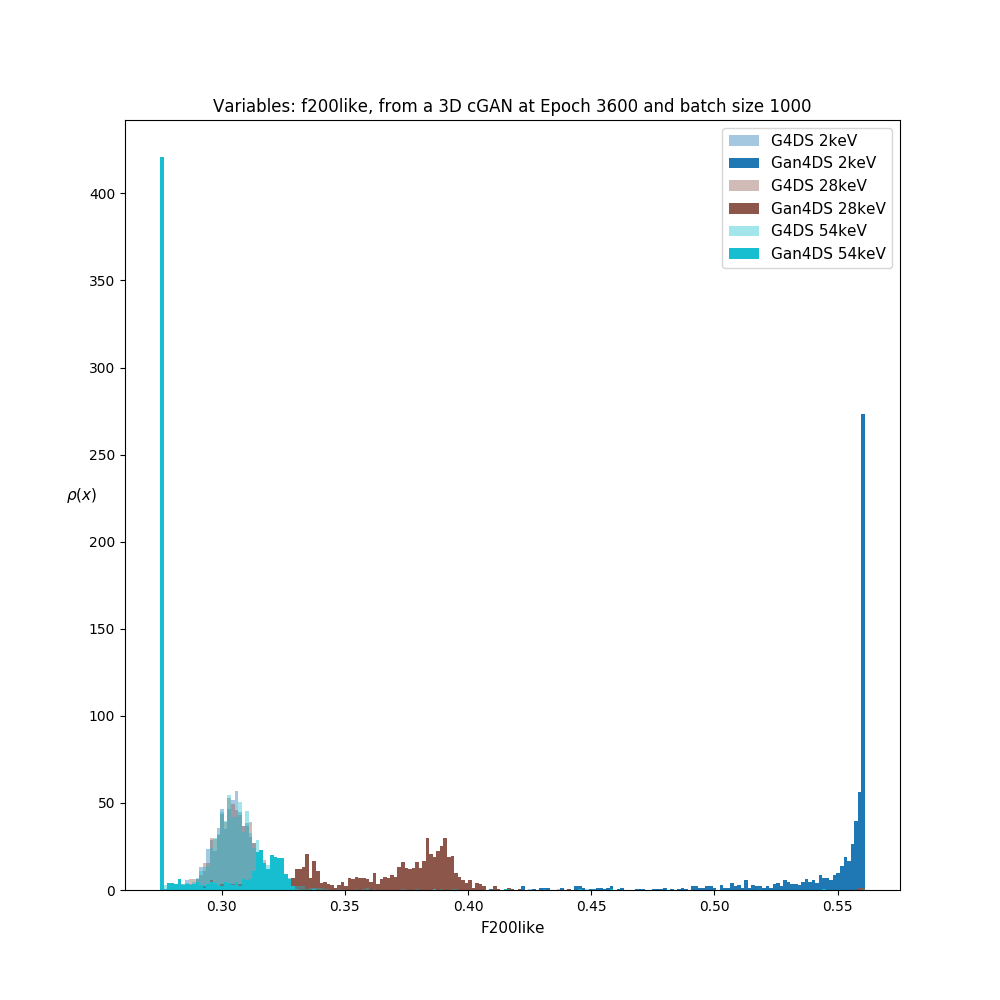 Variables: f200like, from a 3D cGAN at Epoch 3600 and batch size 1000
G4DS 2keV
Gan4DS 2keV
G4DS 28keV
Gan4DS 28keV
G4DS 54keV
Gan4DS 54keV
400
350
300
250
200
150
100
50
0
ρ(x)
0.30 0.35 0.40 0.45 0.50 0.55
F200like